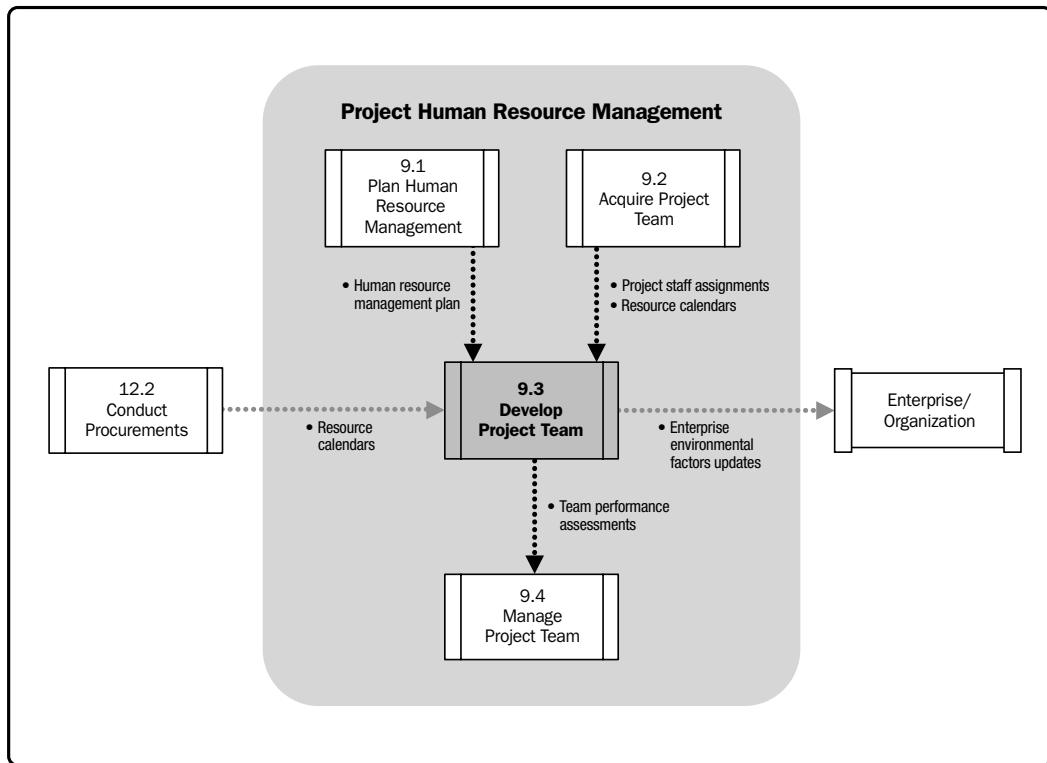 Project Human Resource Management
9.1
Plan Human
Resource
Management
9.2
Acquire Project
Team
• Human resource
management plan
• Project staff assignments
• Resource calendars
12.2
Conduct
Procurements
• Resource
calendars
9.3
Develop
Project Team
• Enterprise
environmental
factors updates
Enterprise/
Organization
• Team performance
assessments
9.4
Manage
Project Team